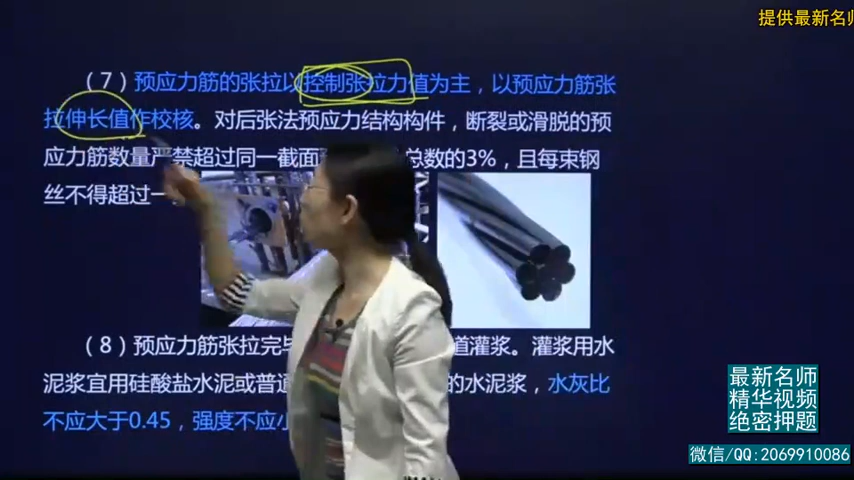 提供最新名师
（7）预应力筋的张拉以控制张拉力值为主，以预应力筋张
拉伸长值作校核。对后张法预应力结构构件，断裂或滑脱的预
应力筋数量严禁超过同一截面 总数的3%，且每束钢
丝不得超过一
（8）预应力筋张拉完 道灌浆。灌浆用水
泥浆宜用硅酸盐水泥或普通 的水泥浆，水灰比
不应大于0.45，强度不应小
最新名师
精华视频
绝密押题
微信/QQ:2069910086